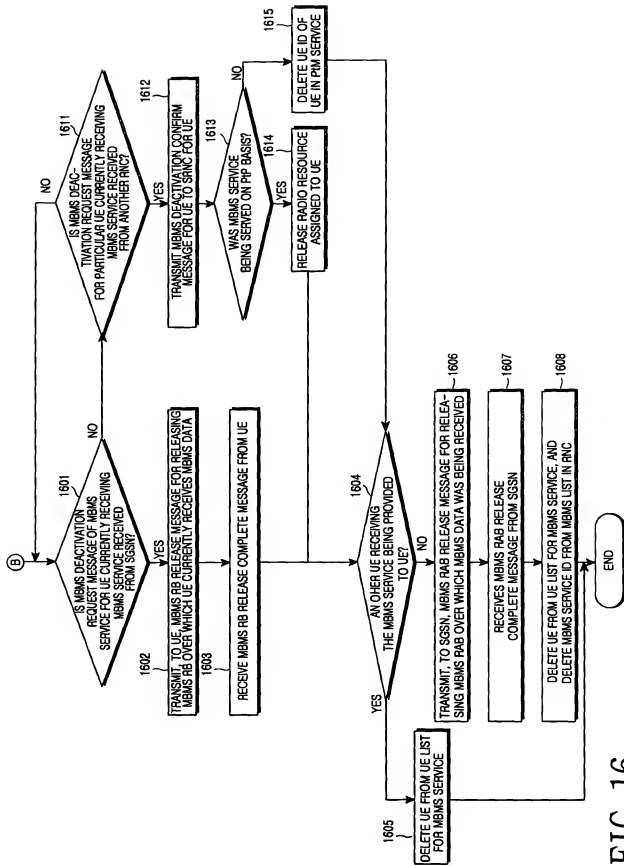 B
1601
IS MBMS DEACTIVATION
REQUEST MESSAGE OF MBMS
SERVICE FOR UE CURRENTLY RECEIVING
MBMS SERVICE RECEIVED
FROM SGSN?
NO
YES
1611
IS MBMS DEAC-
TIVATION REQUEST MESSAGE
FOR PARTICULAR UE CURRENTLY RECEIVING
MBMS SERVICE RECEIVED
FROM ANOTHER RNC?
NO
YES
1602
TRANSMIT, TO UE, MBMS RB RELEASE MESSAGE FOR RELEASING
MBMS RB OVER WHICH UE CURRENTLY RECEIVES MBMS DATA
1612
TRANSMIT MBMS DEACTIVATION CONFIRM
MESSAGE FOR UE TO SRNC FOR UE
1603
RECEIVE MBMS RB RELEASE COMPLETE MESSAGE FROM UE
1613
WAS MBMS SERVICE
BEING SERVED ON PtP BASIS?
NO
YES
1614
RELEASE RADIO RESOURCE
ASSIGNED TO UE
1615
DELETE UE ID OF
UE IN PtM SERVICE
1604
AN OHER UE RECEIVING
THE MBMS SERVICE BEING PROVIDED
TO UE?
YES
NO
1605
DELETE UE FROM UE LIST
FOR MBMS SERVICE
1606
TRANSMIT, TO SGSN, MBMS RAB RELEASE MESSAGE FOR RELEA-
SING MBMS RAB OVER WHICH MBMS DATA WAS BEING RECEIVED
1607
RECEIVES MBMS RAB RELEASE
COMPLETE MESSAGE FROM SGSN
1608
DELETE UE FROM UE LIST FOR MBMS SERVICE, AND
DELETE MBMS SERVICE ID FROM MBMS LIST IN RNC
END
FIG. 16